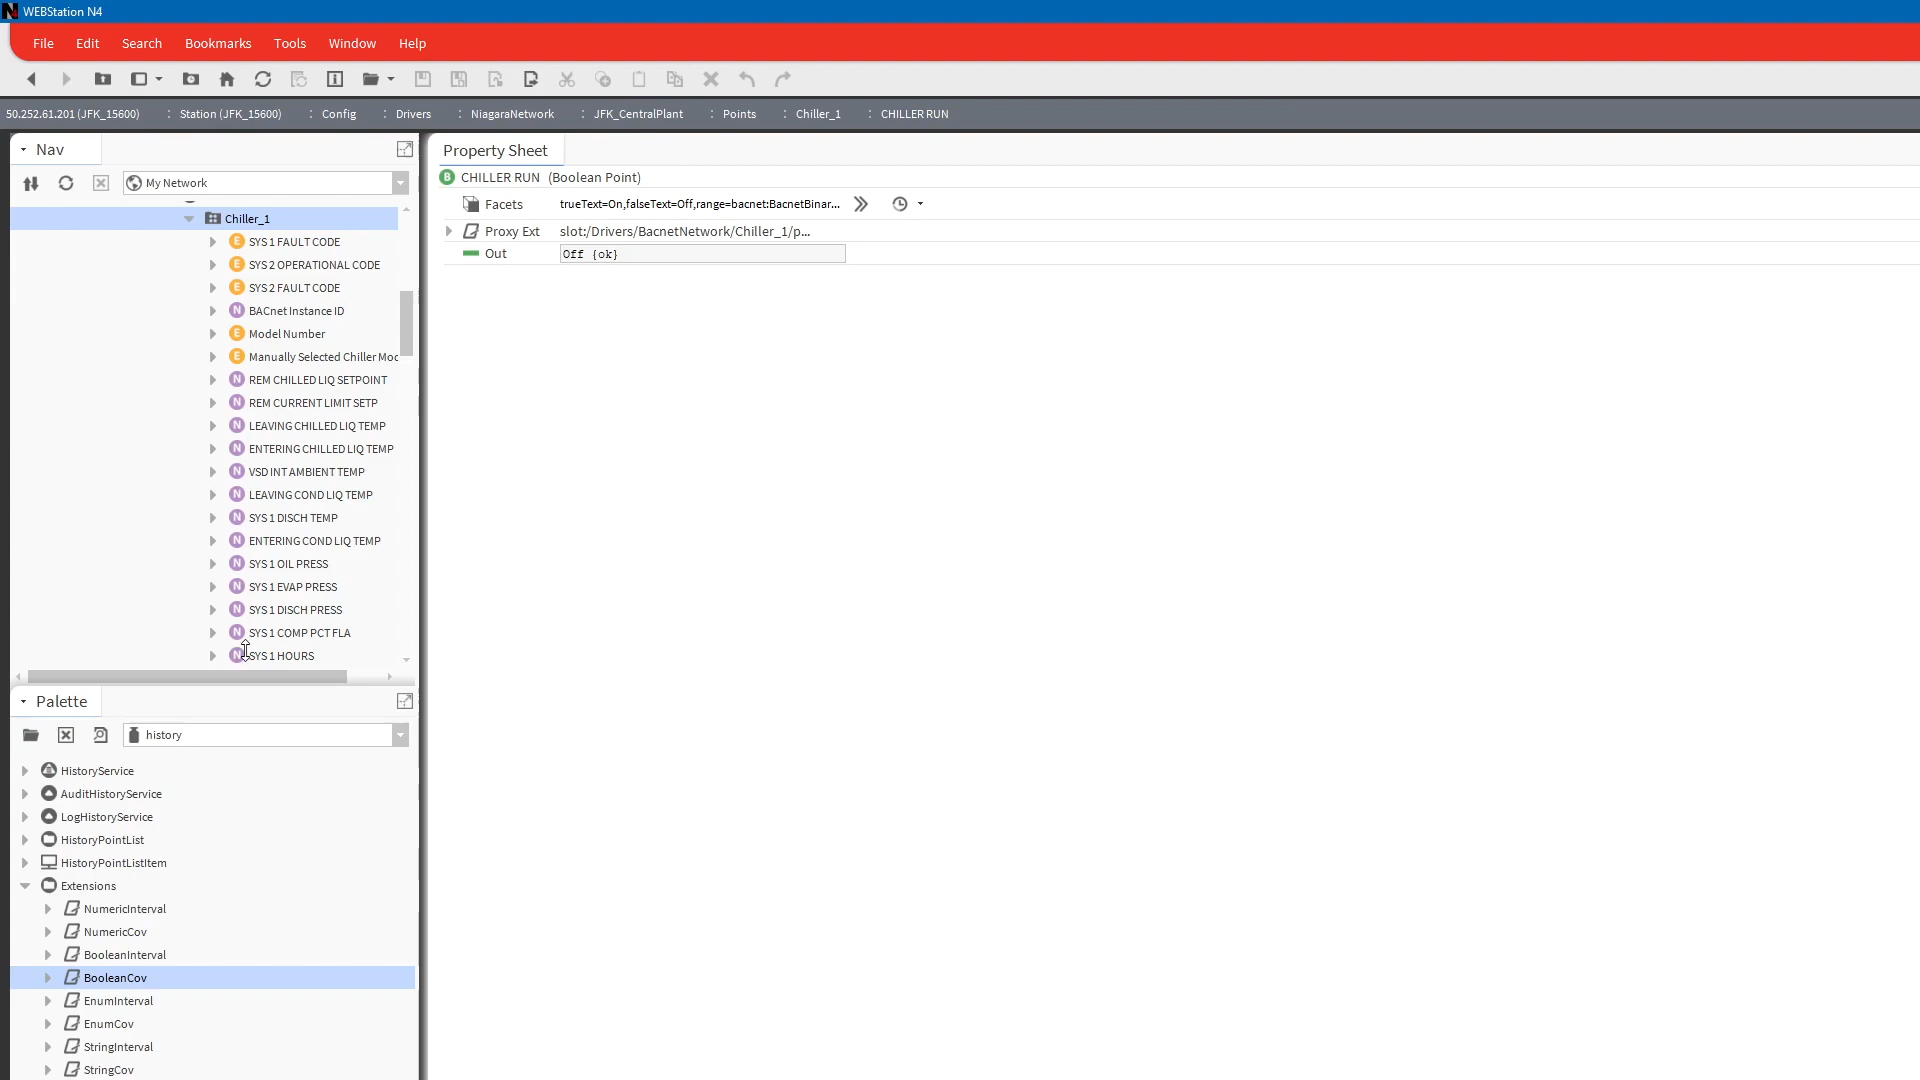 WEBStation N4
File Edit Search Bookmarks Tools Window Help
50.252.61.201 (JFK_15600) : Station (JFK_15600) : Config : Drivers : NiagaraNetwork : JFK_CentralPlant : Points : Chiller_1 : CHILLER RUN
Nav
My Network
Chiller_1
E SYS 1 FAULT CODE
E SYS 2 OPERATIONAL CODE
E SYS 2 FAULT CODE
N BACnet Instance ID
E Model Number
E Manually Selected Chiller Moc
N REM CHILLED LIQ SETPOINT
N REM CURRENT LIMIT SETP
N LEAVING CHILLED LIQ TEMP
N ENTERING CHILLED LIQ TEMP
N VSD INT AMBIENT TEMP
N LEAVING COND LIQ TEMP
N SYS 1 DISCH TEMP
N ENTERING COND LIQ TEMP
N SYS 1 OIL PRESS
N SYS 1 EVAP PRESS
N SYS 1 DISCH PRESS
N SYS 1 COMP PCT FLA
N SYS 1 HOURS
Palette
history
HistoryService
AuditHistoryService
LogHistoryService
HistoryPointList
HistoryPointListItem
Extensions
NumericInterval
NumericCov
BooleanInterval
BooleanCov
EnumInterval
EnumCov
StringInterval
StringCov
Property Sheet
B CHILLER RUN (Boolean Point)
Facets trueText=On,falseText=Off,range=bacnet:BacnetBinar...
Proxy Ext slot:/Drivers/BacnetNetwork/Chiller_1/p...
Out Off {ok}